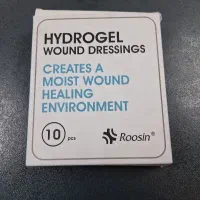 HYDROGEL
WOUND DRESSINGS
CREATES A
MOIST WOUND
HEALING
ENVIRONMENT
10 pcs
Roosin®